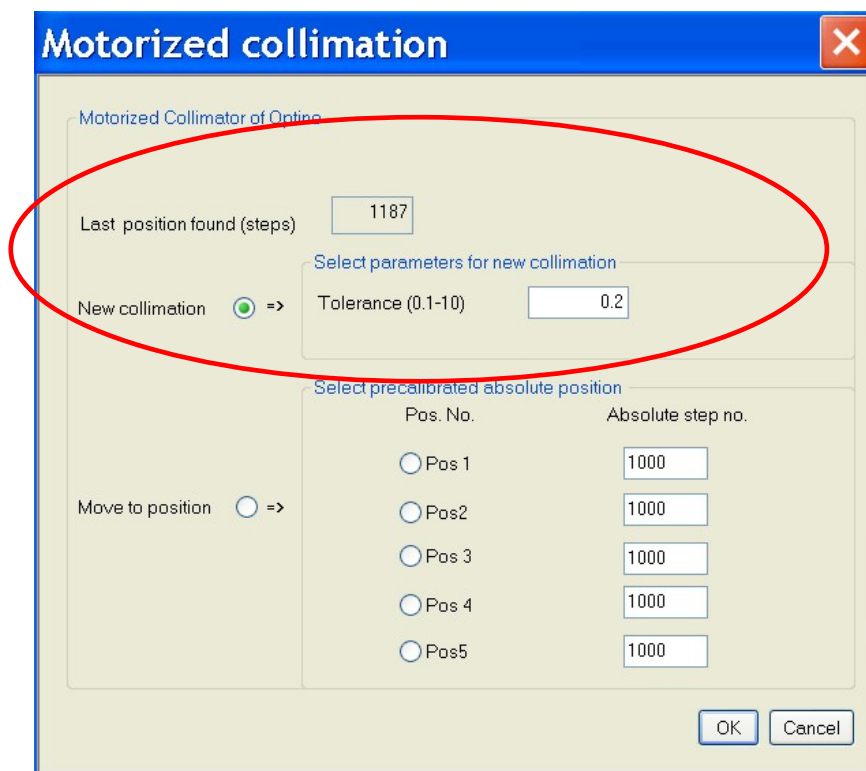 Motorized collimation
Motorized Collimator of Optino
Last position found (steps) 1187
Select parameters for new collimation
New collimation => Tolerance (0.1-10) 0.2
Select precalibrated absolute position
Pos. No. Absolute step no.
Pos 1 1000
Pos2 1000
Move to position =>
Pos 3 1000
Pos 4 1000
Pos5 1000
OK Cancel